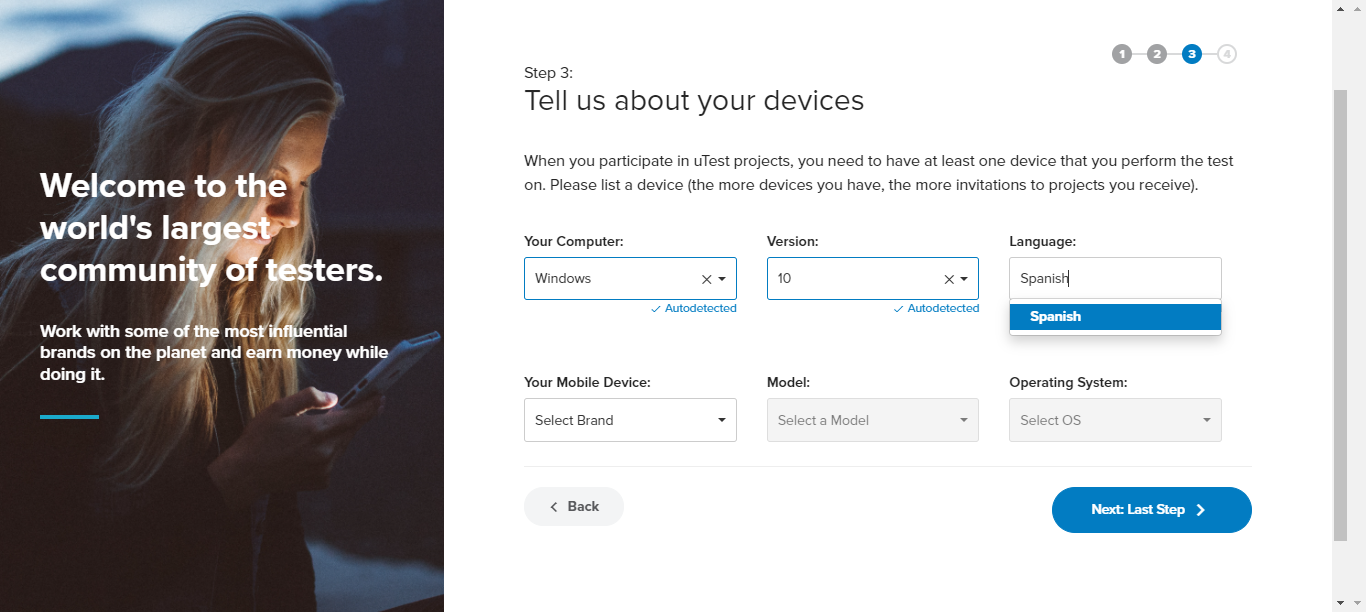 Welcome to the
world's largest
community of testers.
Work with some of the most influential
brands on the planet and earn money while
doing it.
1 2 3 4
Step 3:
Tell us about your devices
When you participate in uTest projects, you need to have at least one device that you perform the test
on. Please list a device (the more devices you have, the more invitations to projects you receive).
Your Computer: Version: Language:
Windows 10 Spanish
Autodetected Autodetected Spanish
Your Mobile Device: Model: Operating System:
Select Brand Select a Model Select OS
Back Next: Last Step